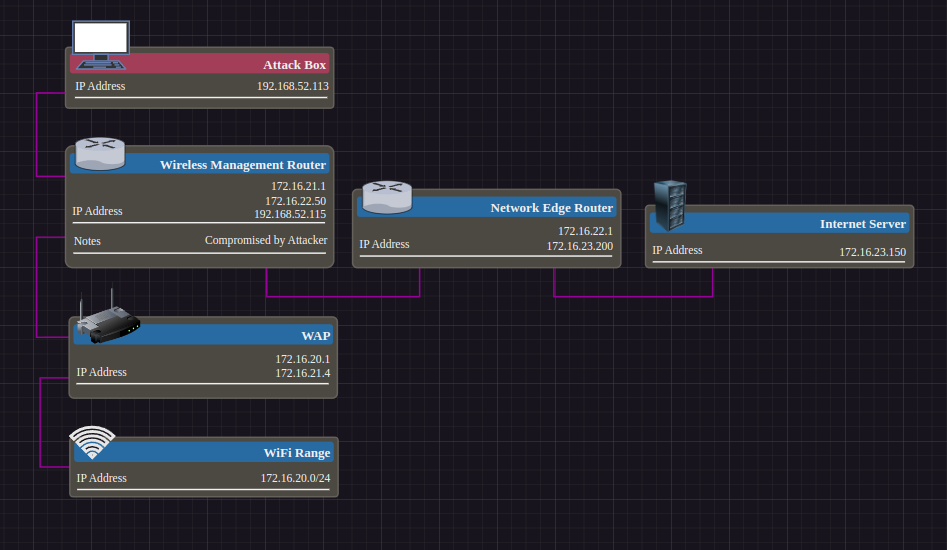 Attack Box
IP Address 192.168.52.113
Wireless Management Router
172.16.21.1
172.16.22.50
IP Address 192.168.52.115
Notes Compromised by Attacker
Network Edge Router
172.16.22.1
IP Address 172.16.23.200
Internet Server
IP Address 172.16.23.150
WAP
172.16.20.1
IP Address 172.16.21.4
WiFi Range
IP Address 172.16.20.0/24